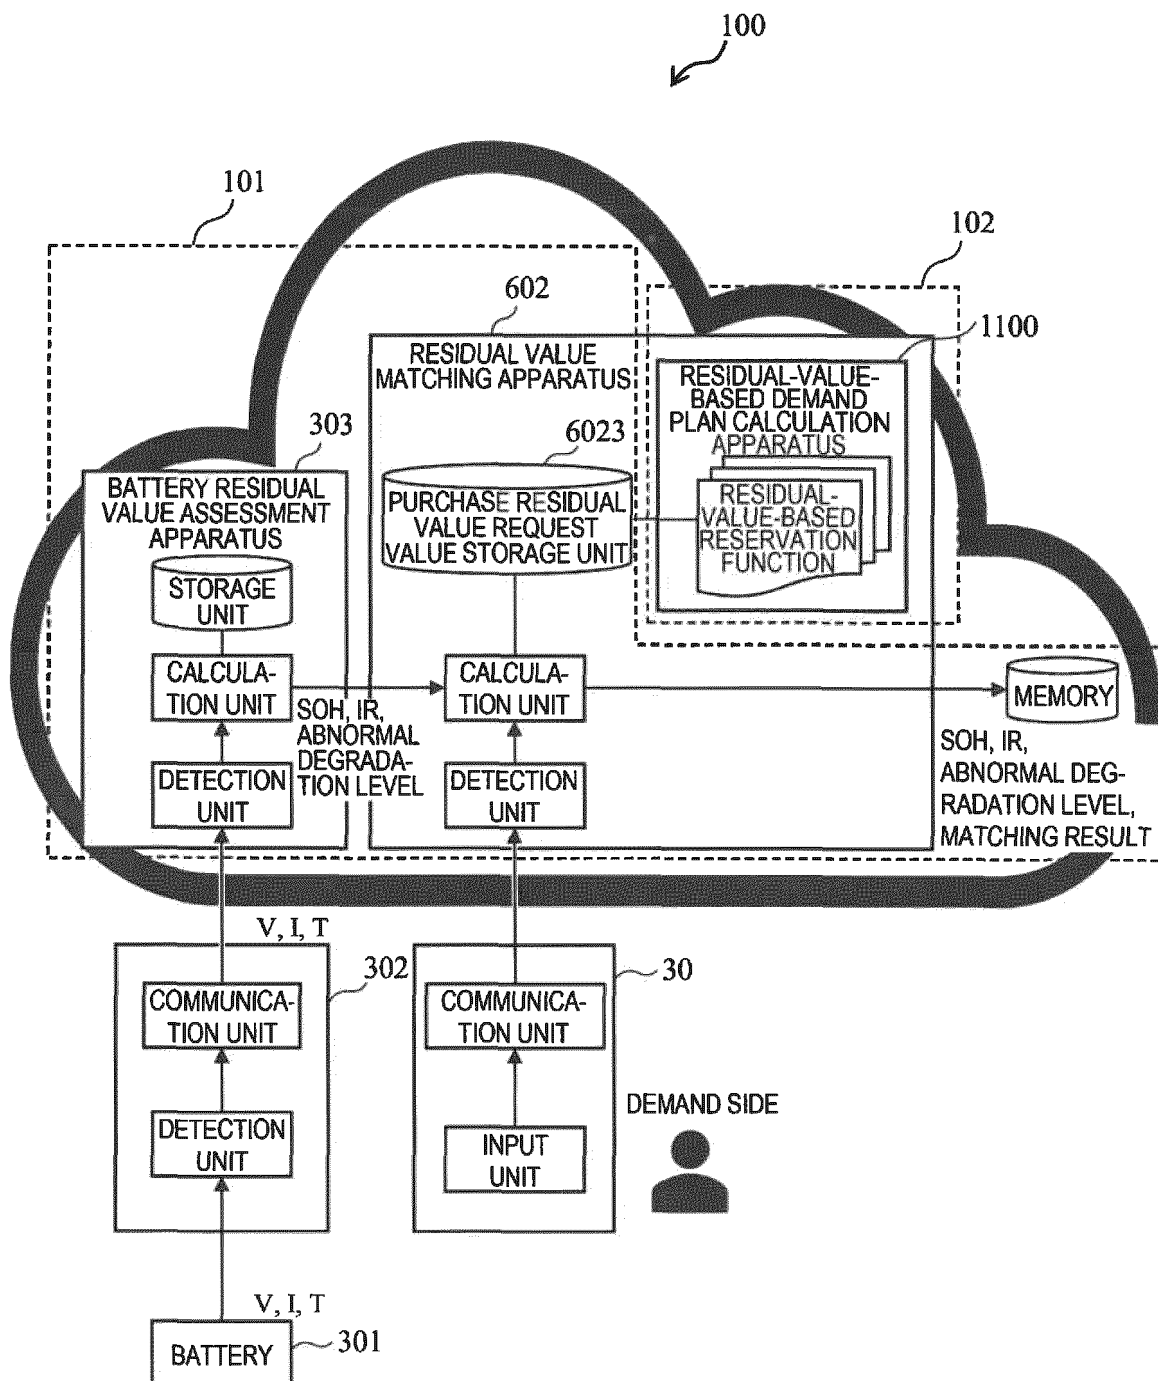 100
101
102
602
1100
RESIDUAL VALUE
MATCHING APPARATUS
RESIDUAL-VALUE-
BASED DEMAND
PLAN CALCULATION
APPARATUS
303
6023
BATTERY RESIDUAL
VALUE ASSESSMENT
APPARATUS
PURCHASE RESIDUAL
VALUE REQUEST
VALUE STORAGE UNIT
RESIDUAL-
VALUE-BASED
RESERVATION
FUNCTION
STORAGE
UNIT
CALCULA-
TION UNIT
SOH, IR,
ABNORMAL
DEGRADA-
TION LEVEL
CALCULA-
TION UNIT
MEMORY
SOH, IR,
ABNORMAL DEG-
RADATION LEVEL,
MATCHING RESULT
DETECTION
UNIT
DETECTION
UNIT
V, I, T
302
30
COMMUNICA-
TION UNIT
COMMUNICA-
TION UNIT
DETECTION
UNIT
INPUT
UNIT
DEMAND SIDE
V, I, T
BATTERY
301